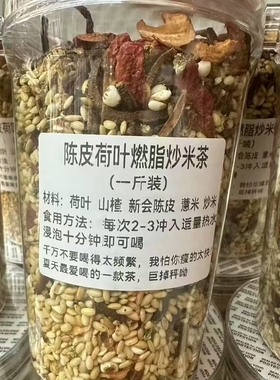 陈皮荷叶燃脂炒米茶
(一斤装)
材料：荷叶 山楂 新会陈皮 薏米 炒米
食用方法：每次2-3冲入适量热水
浸泡十分钟即可喝
千万不要喝得太频繁，我怕你瘦的太快
夏天最爱喝的一款茶，巨掉秤呦